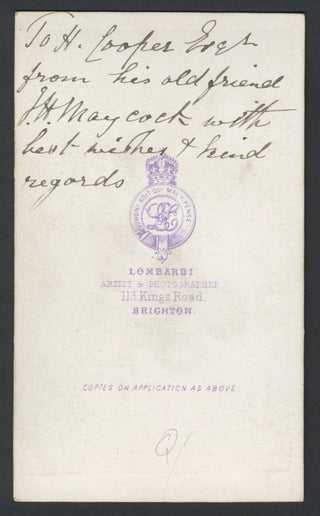 To H. Cooper Esqr
from his old friend
J.H. Maycock with
best wishes & kind
regards
HONI SOIT QUI MAL Y PENSE
LOMBARDI
ARTIST & PHOTOGRAPHER
113, Kings Road
BRIGHTON.
COPIES ON APPLICATION AS ABOVE.